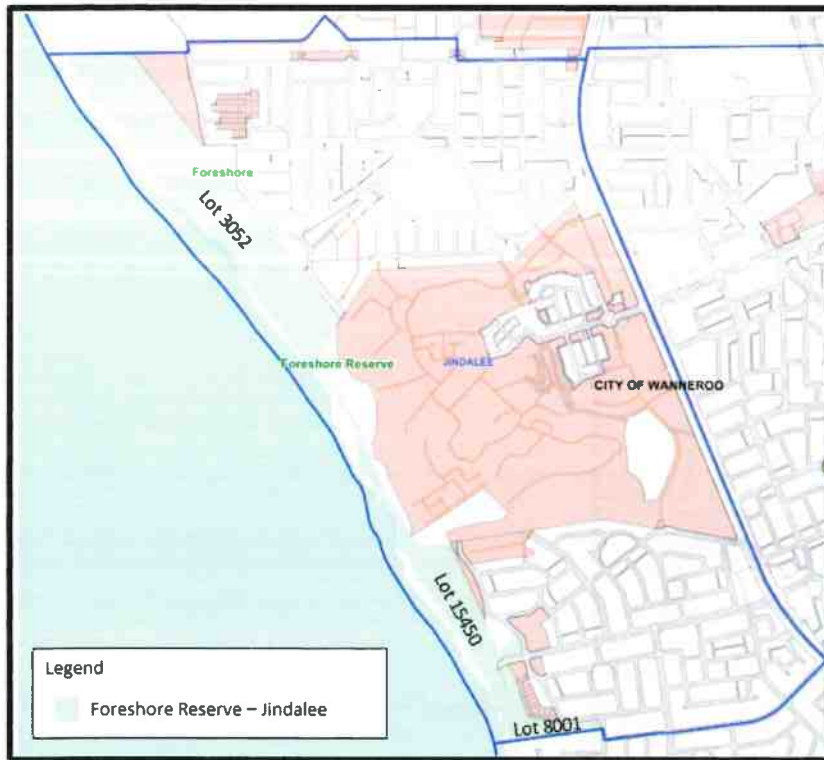 Foreshore
Lot 3052
Foreshore Reserve
JINDALEE
CITY OF WANNEROO
Lot 15450
Lot 8001
Legend
Foreshore Reserve – Jindalee